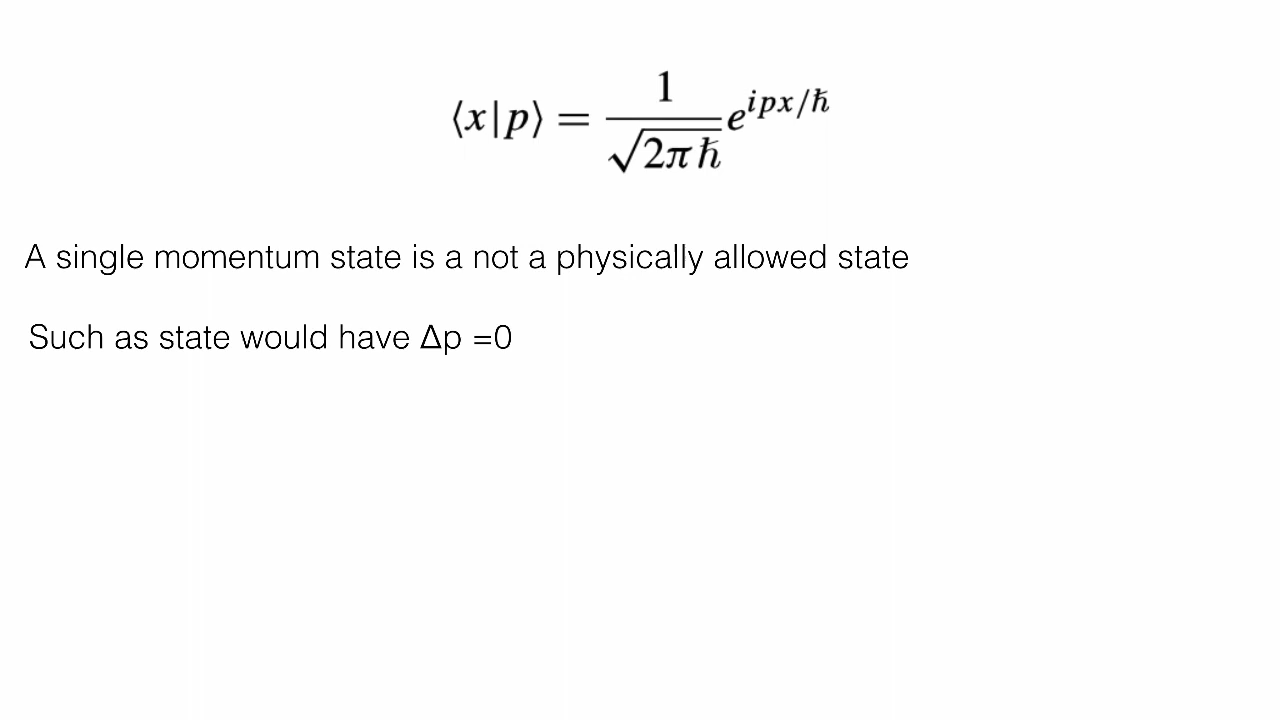 ⟨x|p⟩ = 1/√2πℏ e^{ipx/ℏ}
A single momentum state is a not a physically allowed state
Such as state would have Δp =0